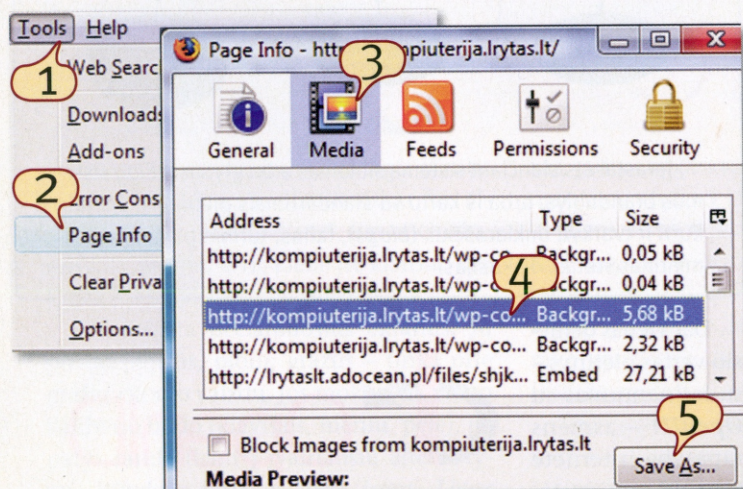 Tools Help
1
Web Searc
Downloads
Add-ons
2
Error Cons
Page Info
Clear Priva
Options...
Page Info - http kompiuterija.lrytas.lt/
3
General Media Feeds Permissions Security
Address Type Size
http://kompiuterija.lrytas.lt/wp-co... Backgr... 0,05 kB
http://kompiuterija.lrytas.lt/wp-c Backgr... 0,04 kB
4
http://kompiuterija.lrytas.lt/wp-co... Backgr... 5,68 kB
http://kompiuterija.lrytas.lt/wp-co... Backgr... 2,32 kB
http://lrytaslt.adocean.pl/files/shjk... Embed 27,21 kB
5
Block Images from kompiuterija.lrytas.lt
Save As...
Media Preview: